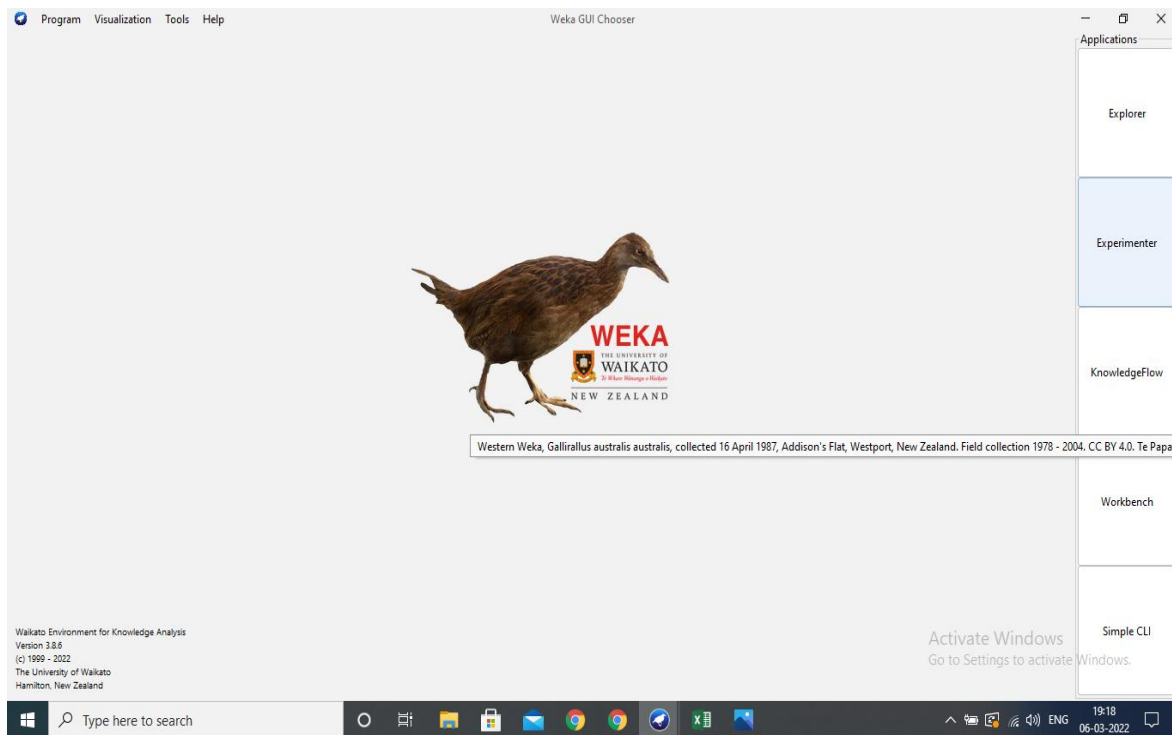 Program Visualization Tools Help
Weka GUI Chooser
Applications
Explorer
Experimenter
KnowledgeFlow
Workbench
Simple CLI
WEKA
THE UNIVERSITY OF
WAIKATO
Te Whare Wānanga o Waikato
NEW ZEALAND
Western Weka, Gallirallus australis australis, collected 16 April 1987, Addison's Flat, Westport, New Zealand. Field collection 1978 - 2004. CC BY 4.0. Te Papa
Waikato Environment for Knowledge Analysis
Version 3.8.6
(c) 1999 - 2022
The University of Waikato
Hamilton, New Zealand
Activate Windows
Go to Settings to activate Windows.
Type here to search
ENG
19:18
06-03-2022